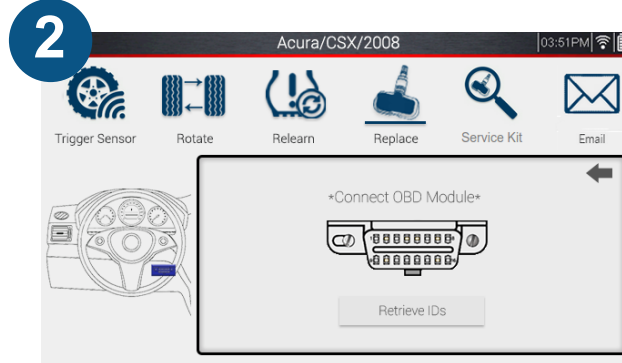 2
Acura/CSX/2008
03:51PM
Trigger Sensor
Rotate
Relearn
Replace
Service Kit
Email
*Connect OBD Module*
Retrieve IDs